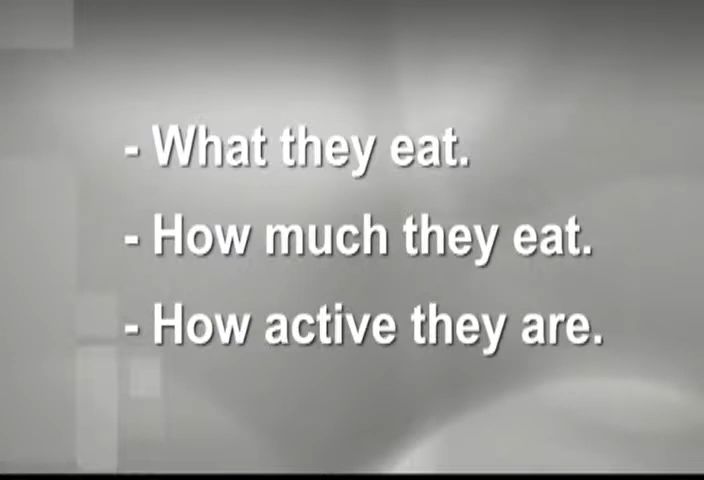 - What they eat.
- How much they eat.
- How active they are.